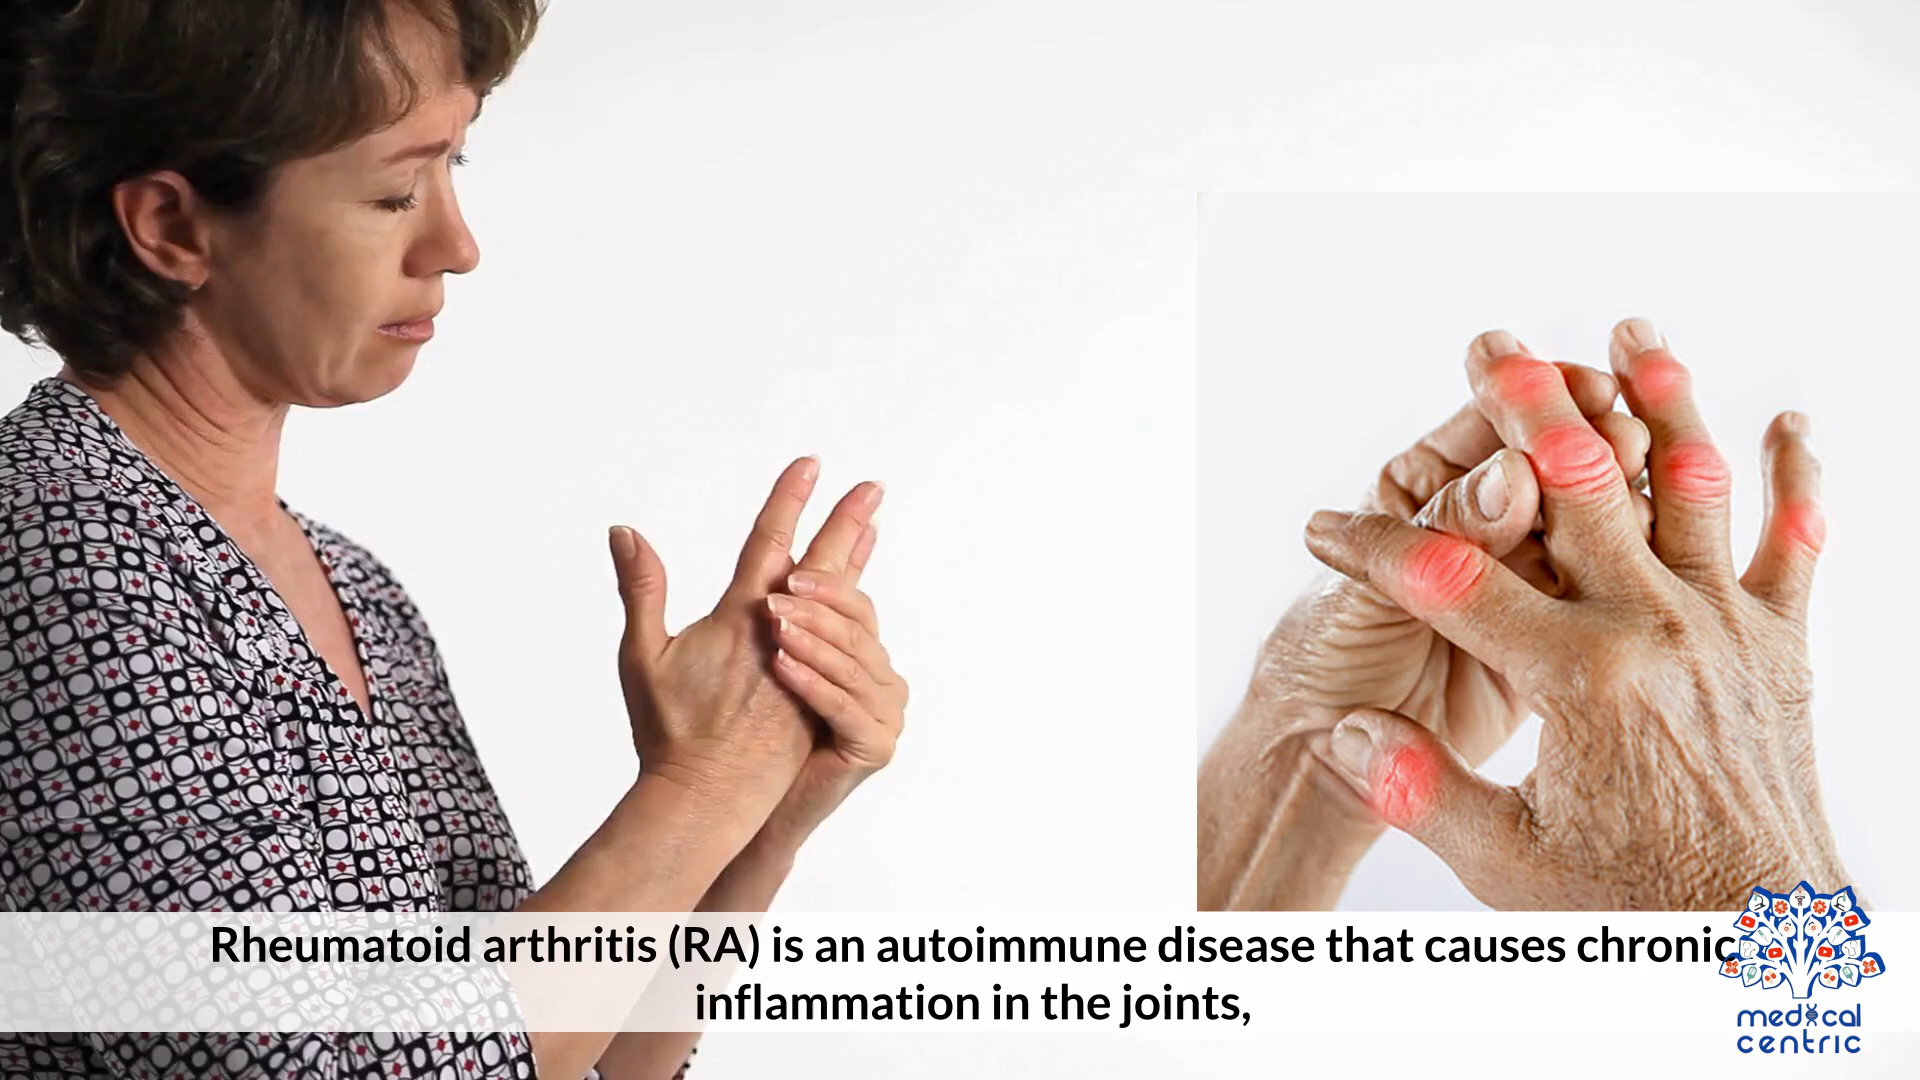 Rheumatoid arthritis (RA) is an autoimmune disease that causes chronic
inflammation in the joints,
medical
centric